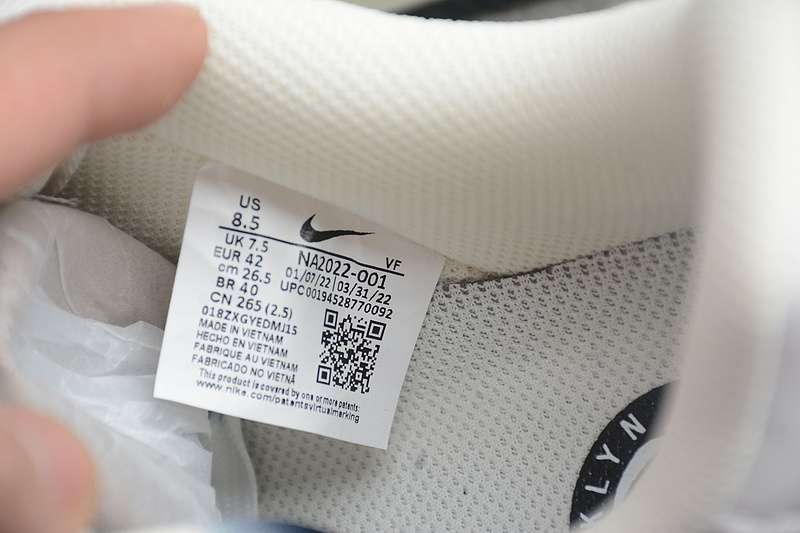 US
8.5
UK 7.5
EUR 42
cm 26.5
BR 40
CN 265 (2.5)
VF
NA2022-001
01/07/22 | 03/31/22
UPC00194528770092
018ZXGYEDMJ15
MADE IN VIETNAM
HECHO EN VIETNAM
FABRIQUE AU VIETNAM
FABRICADO NO VIETNÃ
This product is covered by one or more patents:
www.nike.com/patentsvirtualmarking
KLYN